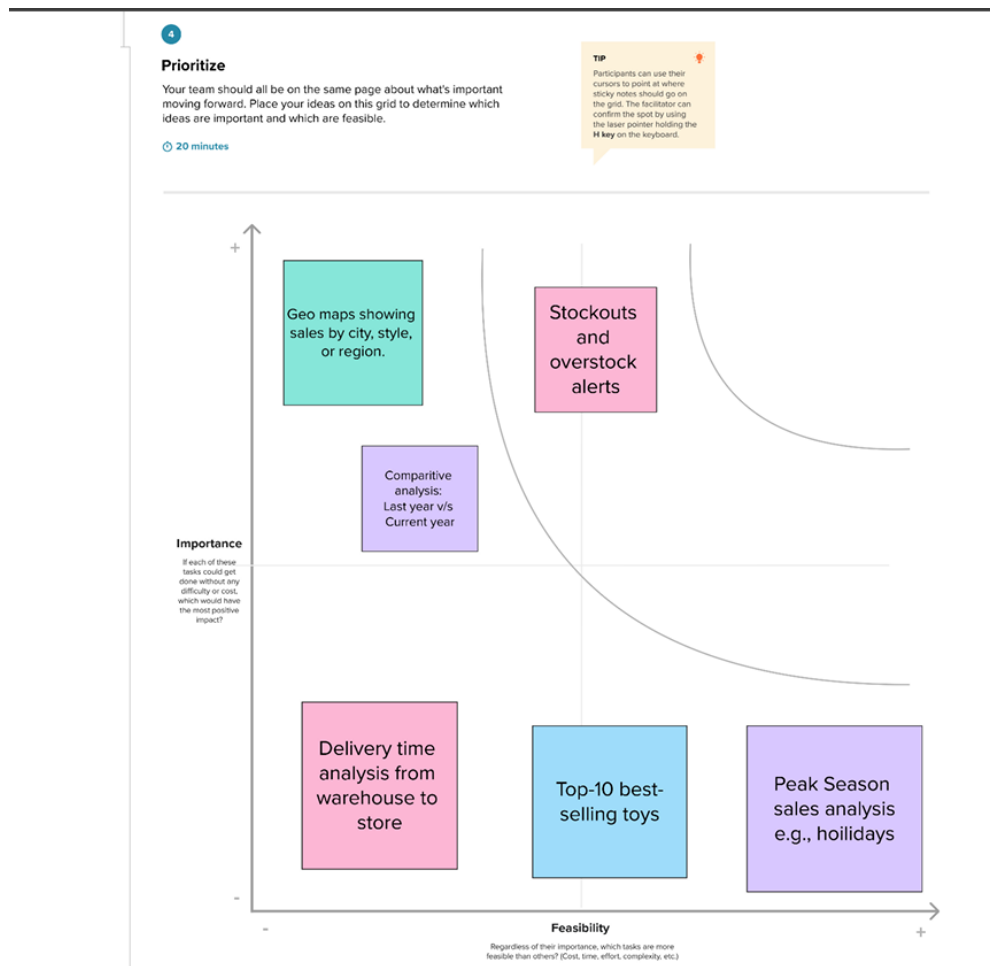 4
Prioritize
Your team should all be on the same page about what's important
moving forward. Place your ideas on this grid to determine which
ideas are important and which are feasible.
20 minutes
TIP
Participants can use their
cursors to point at where
sticky notes should go on
the grid. The facilitator can
confirm the spot by using
the laser pointer holding the
H key on the keyboard.
+
Geo maps showing
sales by city, style,
or region.
Stockouts
and
overstock
alerts
Comparitive
analysis:
Last year v/s
Current year
Importance
If each of these
tasks could get
done without any
difficulty or cost,
which would have
the most positive
impact?
Delivery time
analysis from
warehouse to
store
Top-10 best-
selling toys
Peak Season
sales analysis
e.g., hoilidays
-
-
Feasibility
+
Regardless of their importance, which tasks are more
feasible than others? (Cost, time, effort, complexity, etc.)